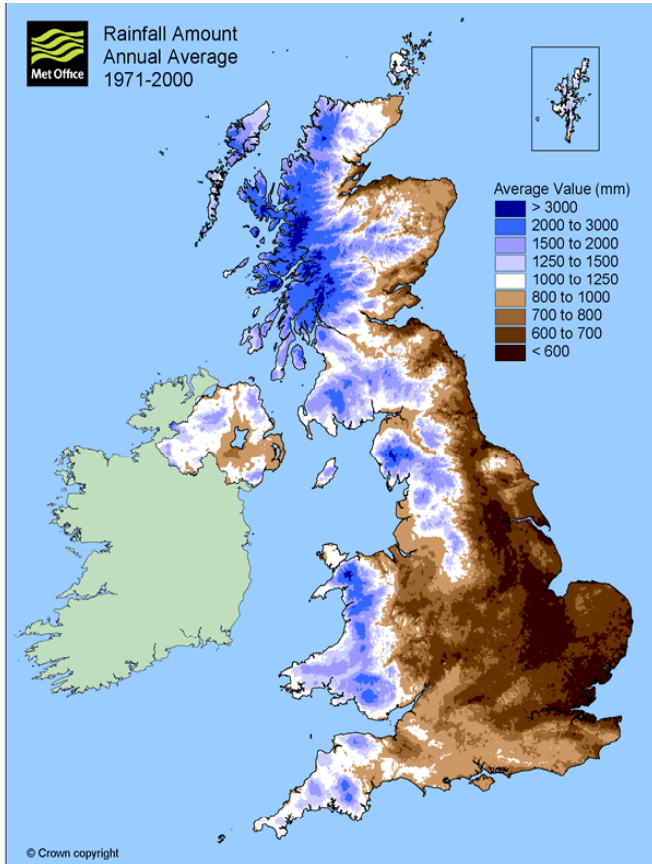 Met Office
Rainfall Amount
Annual Average
1971-2000
Average Value (mm)
> 3000
2000 to 3000
1500 to 2000
1250 to 1500
1000 to 1250
800 to 1000
700 to 800
600 to 700
< 600
© Crown copyright